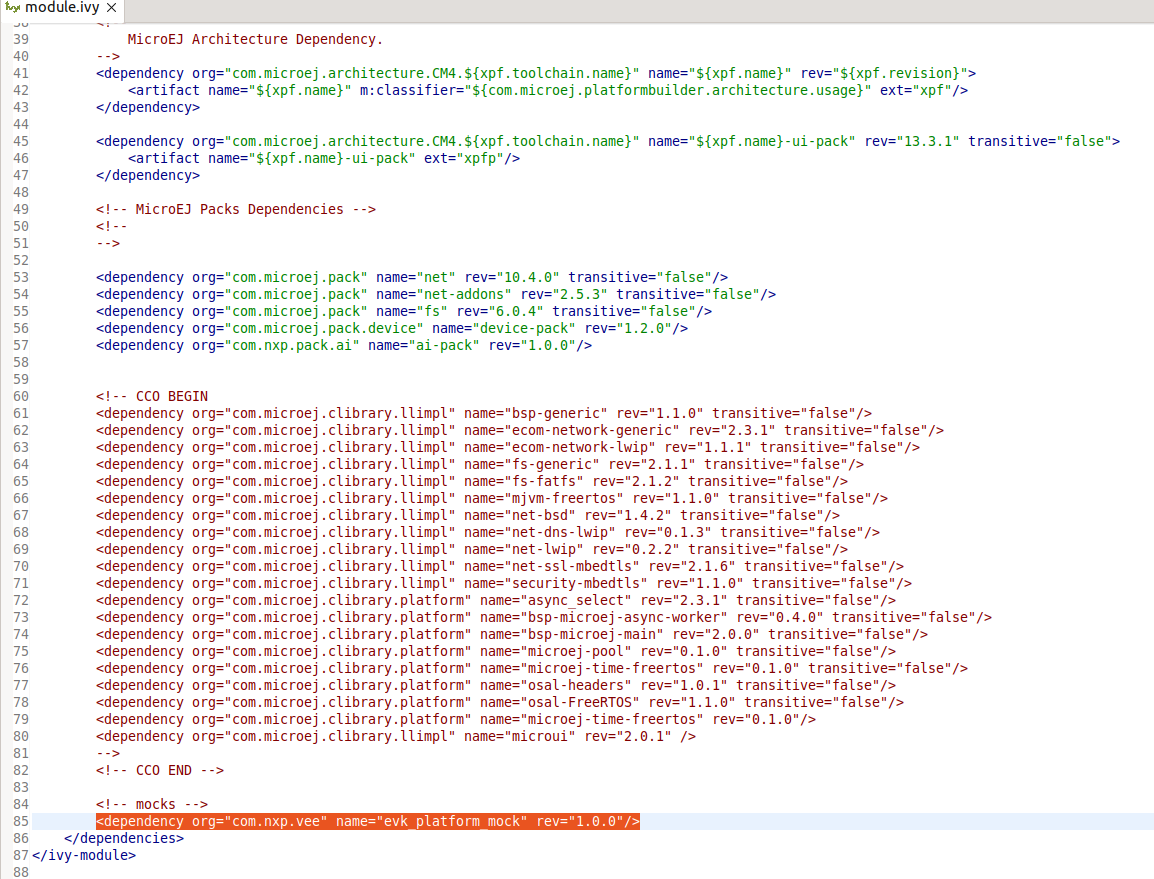 module.ivy
38 <!--
39 MicroEJ Architecture Dependency.
40 -->
41 <dependency org="com.microej.architecture.CM4.${xpf.toolchain.name}" name="${xpf.name}" rev="${xpf.revision}">
42 <artifact name="${xpf.name}" m:classifier="${com.microej.platformbuilder.architecture.usage}" ext="xpf"/>
43 </dependency>
44
45 <dependency org="com.microej.architecture.CM4.${xpf.toolchain.name}" name="${xpf.name}-ui-pack" rev="13.3.1" transitive="false">
46 <artifact name="${xpf.name}-ui-pack" ext="xpfp"/>
47 </dependency>
48
49 <!-- MicroEJ Packs Dependencies -->
50 <!--
51 -->
52
53 <dependency org="com.microej.pack" name="net" rev="10.4.0" transitive="false"/>
54 <dependency org="com.microej.pack" name="net-addons" rev="2.5.3" transitive="false"/>
55 <dependency org="com.microej.pack" name="fs" rev="6.0.4" transitive="false"/>
56 <dependency org="com.microej.pack.device" name="device-pack" rev="1.2.0"/>
57 <dependency org="com.nxp.pack.ai" name="ai-pack" rev="1.0.0"/>
58
59
60 <!-- CCO BEGIN
61 <dependency org="com.microej.clibrary.llimpl" name="bsp-generic" rev="1.1.0" transitive="false"/>
62 <dependency org="com.microej.clibrary.llimpl" name="ecom-network-generic" rev="2.3.1" transitive="false"/>
63 <dependency org="com.microej.clibrary.llimpl" name="ecom-network-lwip" rev="1.1.1" transitive="false"/>
64 <dependency org="com.microej.clibrary.llimpl" name="fs-generic" rev="2.1.1" transitive="false"/>
65 <dependency org="com.microej.clibrary.llimpl" name="fs-fatfs" rev="2.1.2" transitive="false"/>
66 <dependency org="com.microej.clibrary.llimpl" name="mjvm-freertos" rev="1.1.0" transitive="false"/>
67 <dependency org="com.microej.clibrary.llimpl" name="net-bsd" rev="1.4.2" transitive="false"/>
68 <dependency org="com.microej.clibrary.llimpl" name="net-dns-lwip" rev="0.1.3" transitive="false"/>
69 <dependency org="com.microej.clibrary.llimpl" name="net-lwip" rev="0.2.2" transitive="false"/>
70 <dependency org="com.microej.clibrary.llimpl" name="net-ssl-mbedtls" rev="2.1.6" transitive="false"/>
71 <dependency org="com.microej.clibrary.llimpl" name="security-mbedtls" rev="1.1.0" transitive="false"/>
72 <dependency org="com.microej.clibrary.platform" name="async_select" rev="2.3.1" transitive="false"/>
73 <dependency org="com.microej.clibrary.platform" name="bsp-microej-async-worker" rev="0.4.0" transitive="false"/>
74 <dependency org="com.microej.clibrary.platform" name="bsp-microej-main" rev="2.0.0" transitive="false"/>
75 <dependency org="com.microej.clibrary.platform" name="microej-pool" rev="0.1.0" transitive="false"/>
76 <dependency org="com.microej.clibrary.platform" name="microej-time-freertos" rev="0.1.0" transitive="false"/>
77 <dependency org="com.microej.clibrary.platform" name="osal-headers" rev="1.0.1" transitive="false"/>
78 <dependency org="com.microej.clibrary.platform" name="osal-FreeRTOS" rev="1.1.0" transitive="false"/>
79 <dependency org="com.microej.clibrary.platform" name="microej-time-freertos" rev="0.1.0"/>
80 <dependency org="com.microej.clibrary.llimpl" name="microui" rev="2.0.1" />
81 -->
82 <!-- CCO END -->
83
84 <!-- mocks -->
85 <dependency org="com.nxp.vee" name="evk_platform_mock" rev="1.0.0"/>
86 </dependencies>
87 </ivy-module>
88